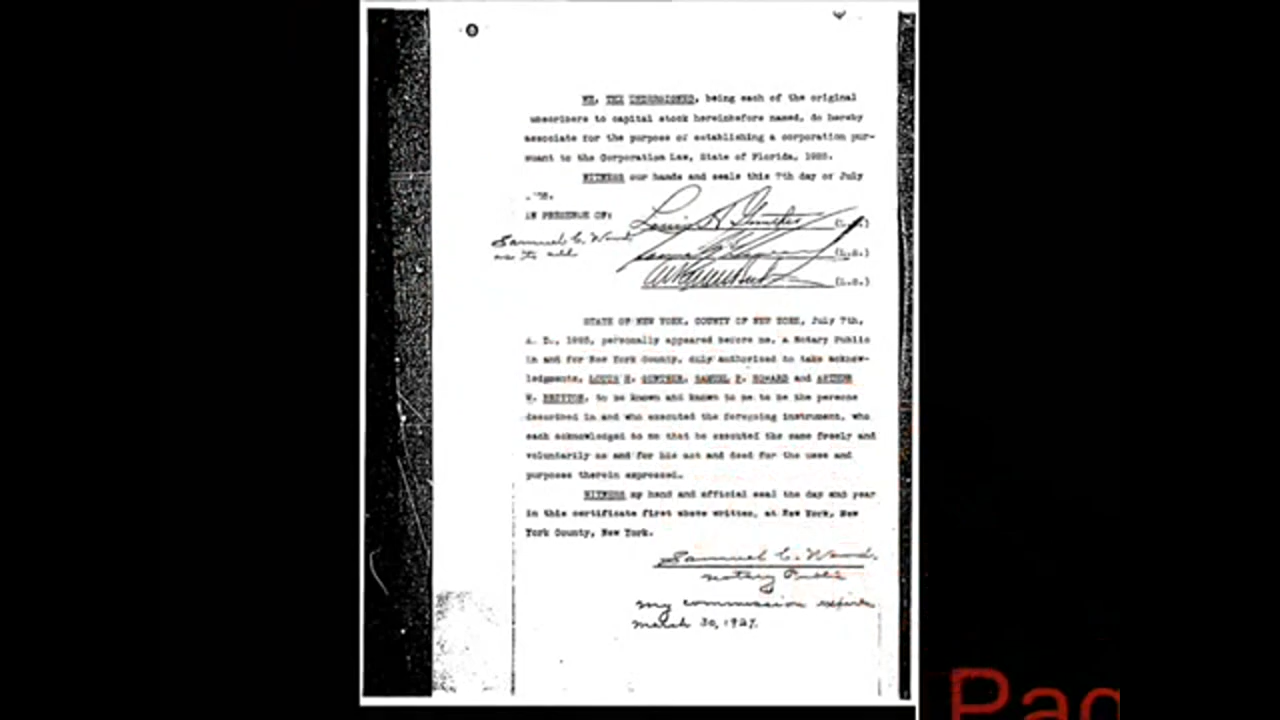 WE, THE UNDERSIGNED, being each of the original
subscribers to capital stock hereinbefore named, do hereby
associate for the purpose of establishing a corporation pur-
suant to the Corporation Law, State of Florida, 1925.
WITNESS our hands and seals this 7th day of July
IN PRESENCE OF:
Samuel C. Wood
as to all
(L.S.)
(L.S.)
(L.S.)
STATE OF NEW YORK, COUNTY OF NEW YORK, July 7th,
A. D., 1925, personally appeared before me, a Notary Public
in and for New York County, duly authorized to take acknow-
ledgments, LOUIS H. GUNTHER, SAMUEL P. HOWARD and ARTHUR
W. BRITTON, to me known and known to me to be the persons
described in and who executed the foregoing instrument, who
each acknowledged to me that he executed the same freely and
voluntarily as and for his act and deed for the uses and
purposes therein expressed.
WITNESS my hand and official seal the day and year
in this certificate first above written, at New York, New
York County, New York.
Samuel C. Wood.
Notary Public
My commission expires
March 30, 1927.
Pag